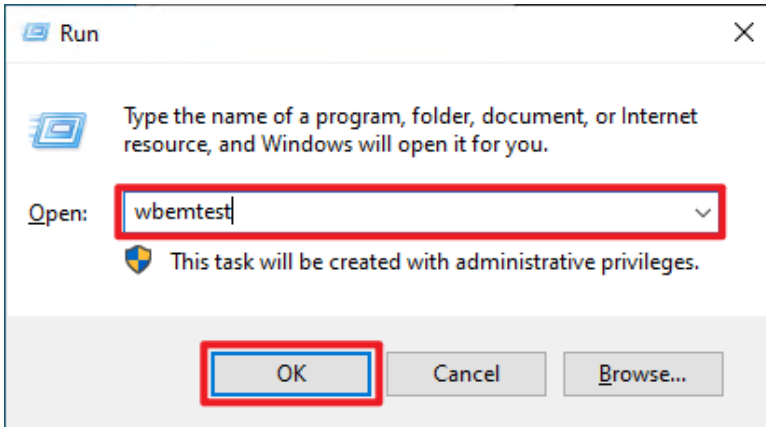 Run
Type the name of a program, folder, document, or Internet
resource, and Windows will open it for you.
Open: wbemtest
This task will be created with administrative privileges.
OK Cancel Browse...